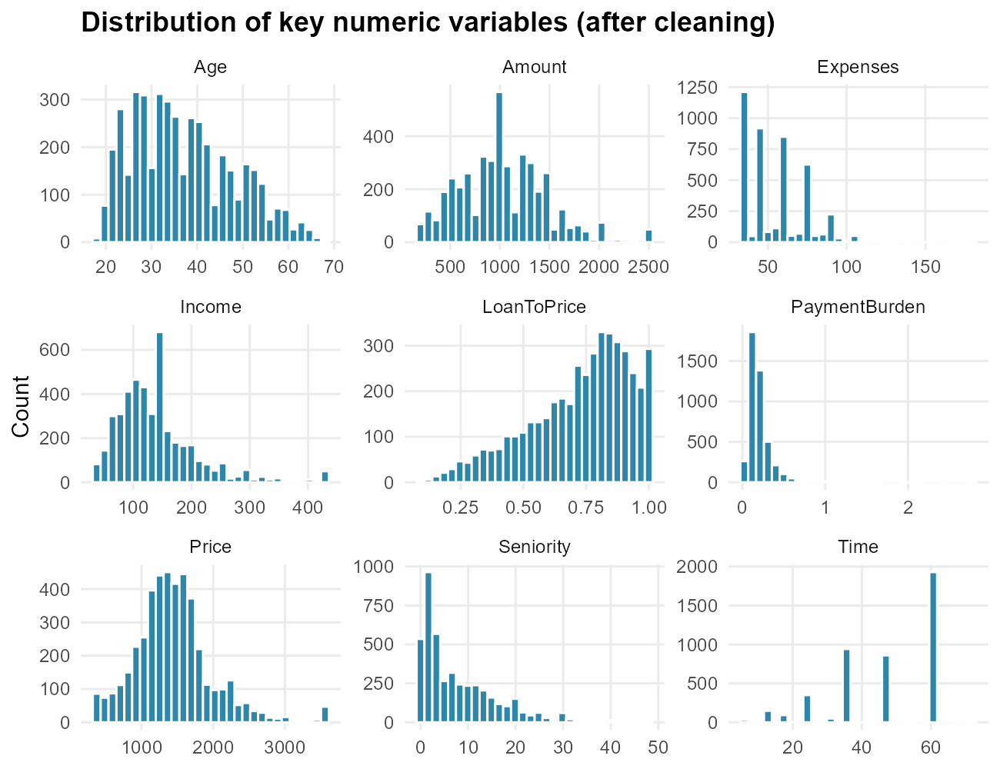 Distribution of key numeric variables (after cleaning)
Age
Amount
Expenses
300
200
100
0
20 30 40 50 60 70
400
200
0
500 1000 1500 2000 2500
1250
1000
750
500
250
0
50 100 150
Income
LoanToPrice
PaymentBurden
Count
600
400
200
0
100 200 300 400
300
200
100
0
0.25 0.50 0.75 1.00
1500
1000
500
0
0 1 2
Price
Seniority
Time
400
300
200
100
0
1000 2000 3000
1000
750
500
250
0
0 10 20 30 40 50
2000
1500
1000
500
0
20 40 60